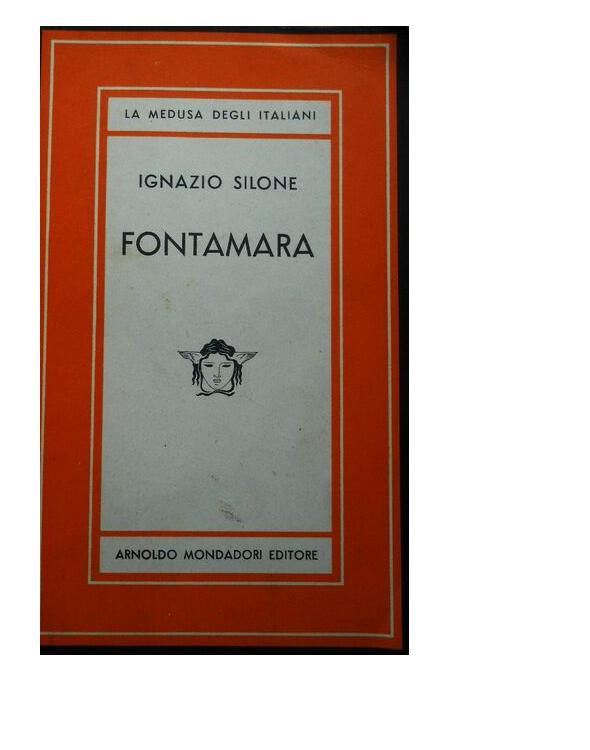 LA MEDUSA DEGLI ITALIANI
IGNAZIO SILONE
FONTAMARA
ARNOLDO MONDADORI EDITORE